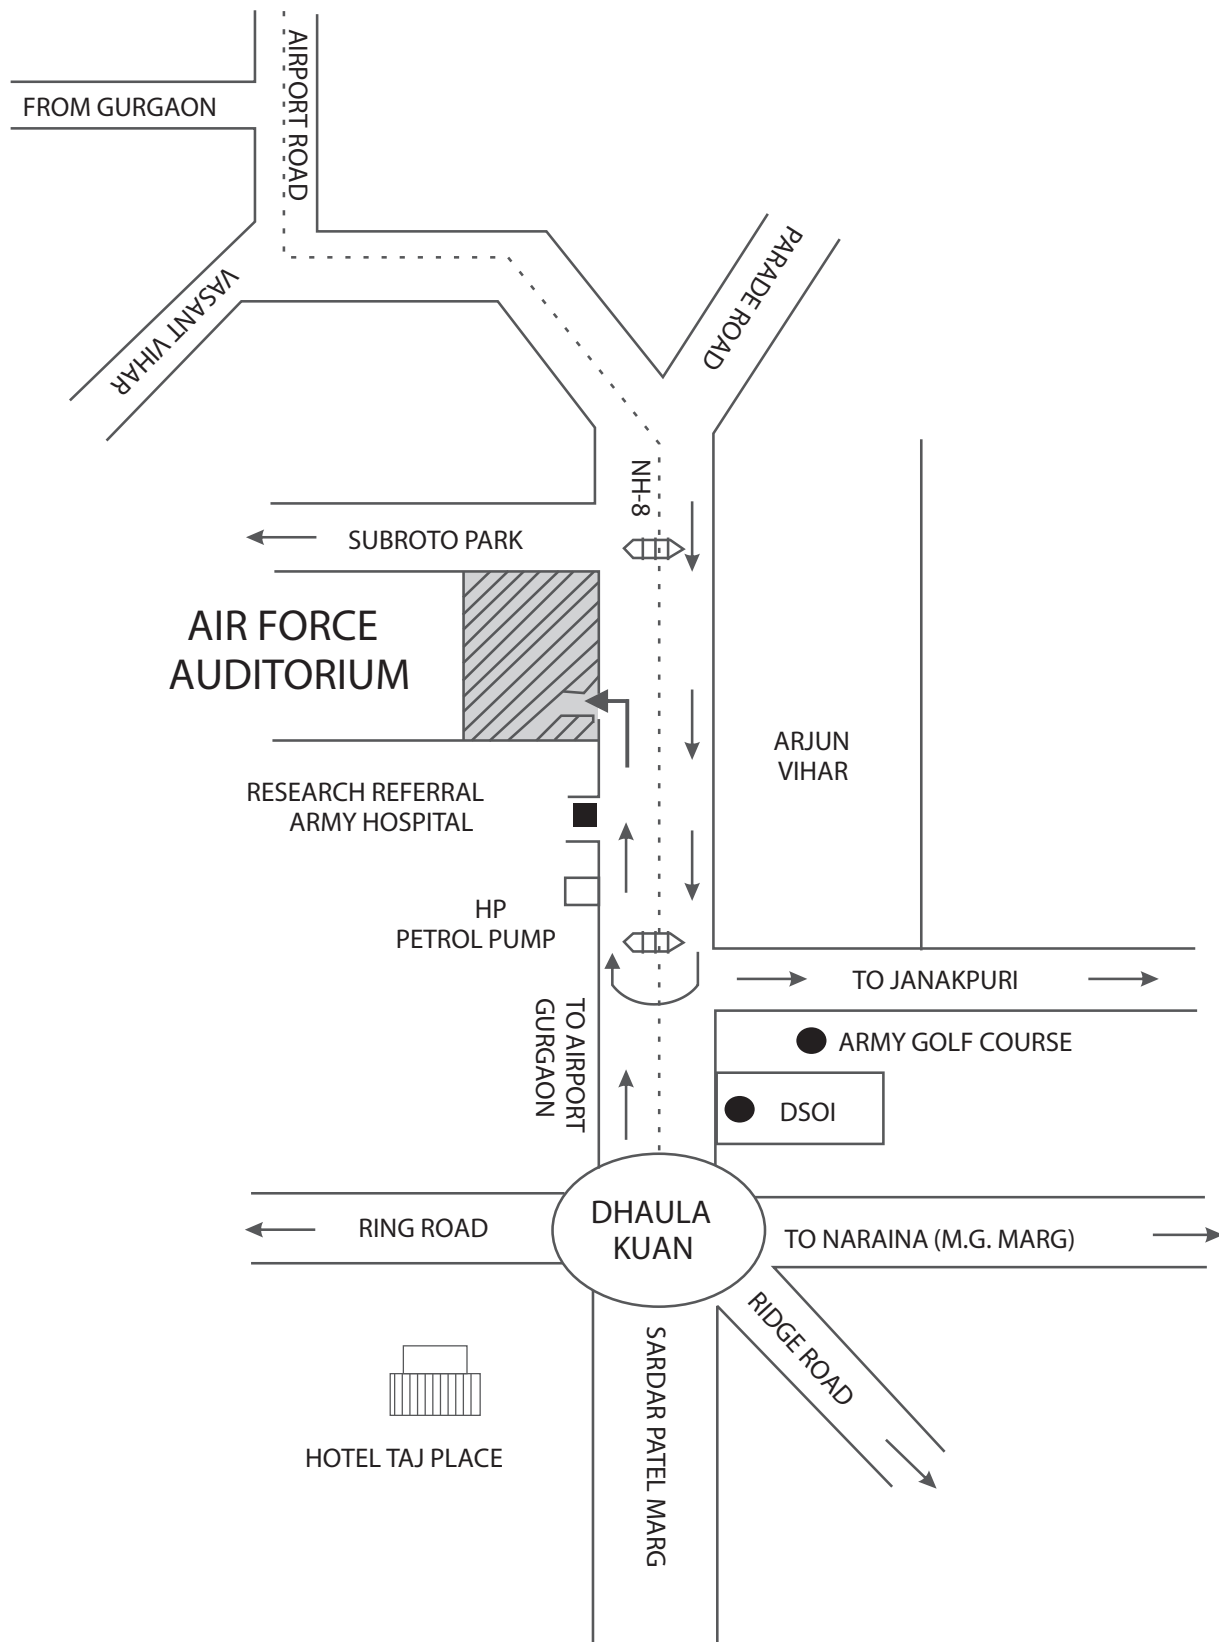 AIRPORT ROAD
FROM GURGAON
PARADE ROAD
VASANT VIHAR
NH-8
SUBROTO PARK
AIR FORCE
AUDITORIUM
ARJUN
VIHAR
RESEARCH REFERRAL
ARMY HOSPITAL
HP
PETROL PUMP
TO JANAKPURI
TO AIRPORT
GURGAON
ARMY GOLF COURSE
DSOI
DHAULA
KUAN
RING ROAD
TO NARAINA (M.G. MARG)
RIDGE ROAD
SARDAR PATEL MARG
HOTEL TAJ PLACE